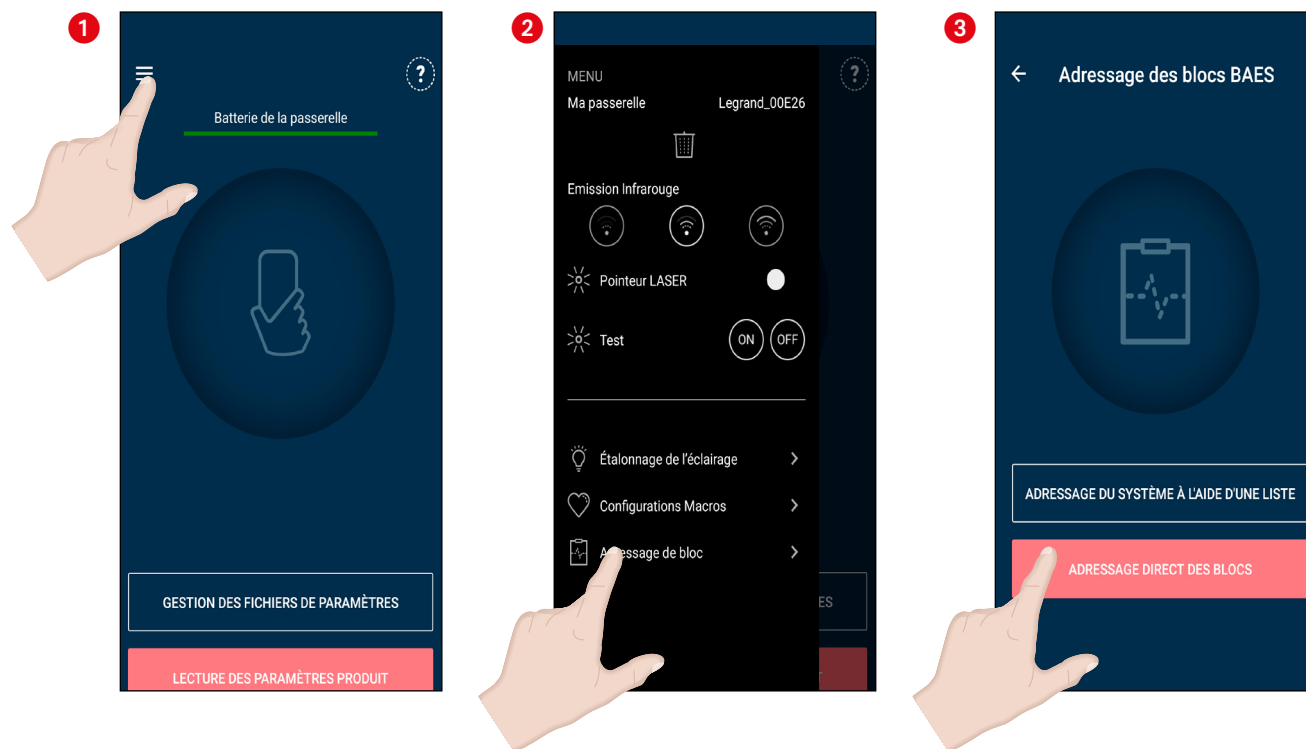 1
?
Batterie de la passerelle
GESTION DES FICHIERS DE PARAMÈTRES
LECTURE DES PARAMÈTRES PRODUIT
2
MENU
?
Ma passerelle Legrand_00E26
Emission Infrarouge
Pointeur LASER
Test ON OFF
Étalonnage de l'éclairage
Configurations Macros
Adressage de bloc
ES
3
Adressage des blocs BAES
ADRESSAGE DU SYSTÈME À L'AIDE D'UNE LISTE
ADRESSAGE DIRECT DES BLOCS